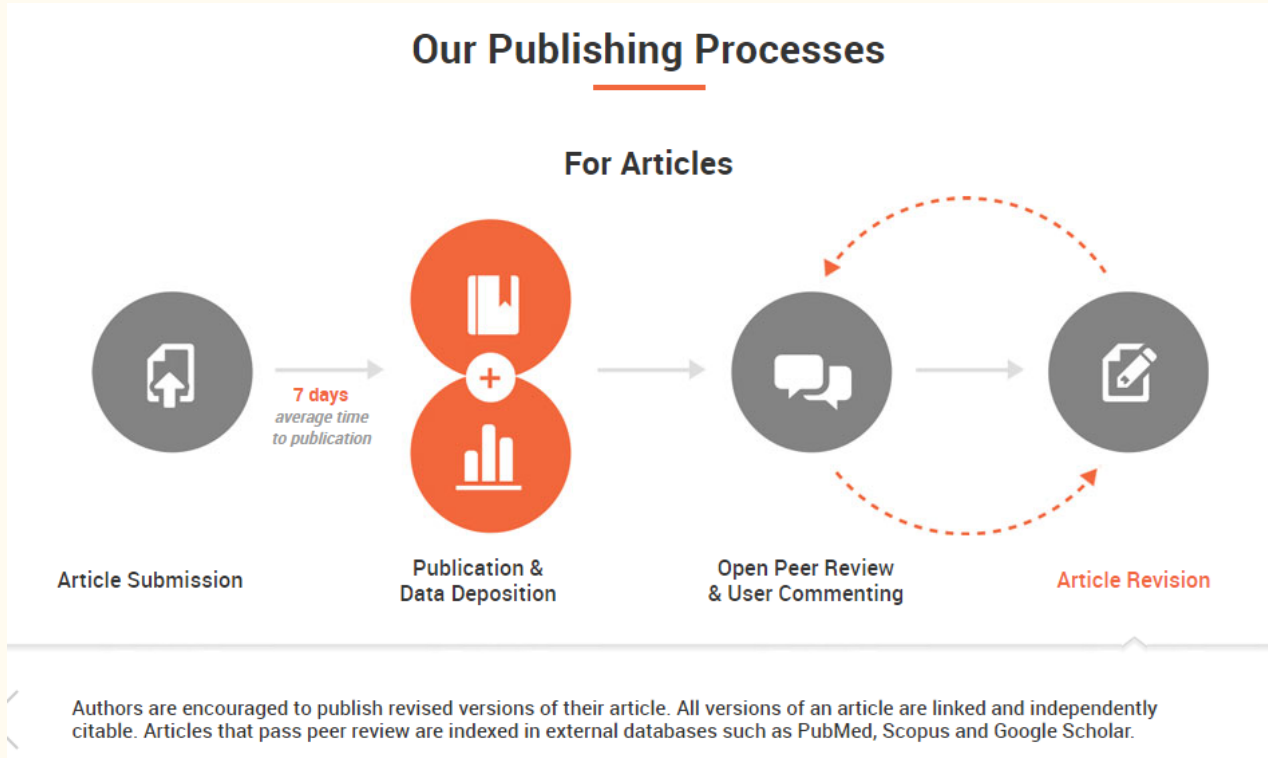 Our Publishing Processes
For Articles
7 days
average time
to publication
Article Submission
Publication &
Data Deposition
Open Peer Review
& User Commenting
Article Revision
Authors are encouraged to publish revised versions of their article. All versions of an article are linked and independently
citable. Articles that pass peer review are indexed in external databases such as PubMed, Scopus and Google Scholar.